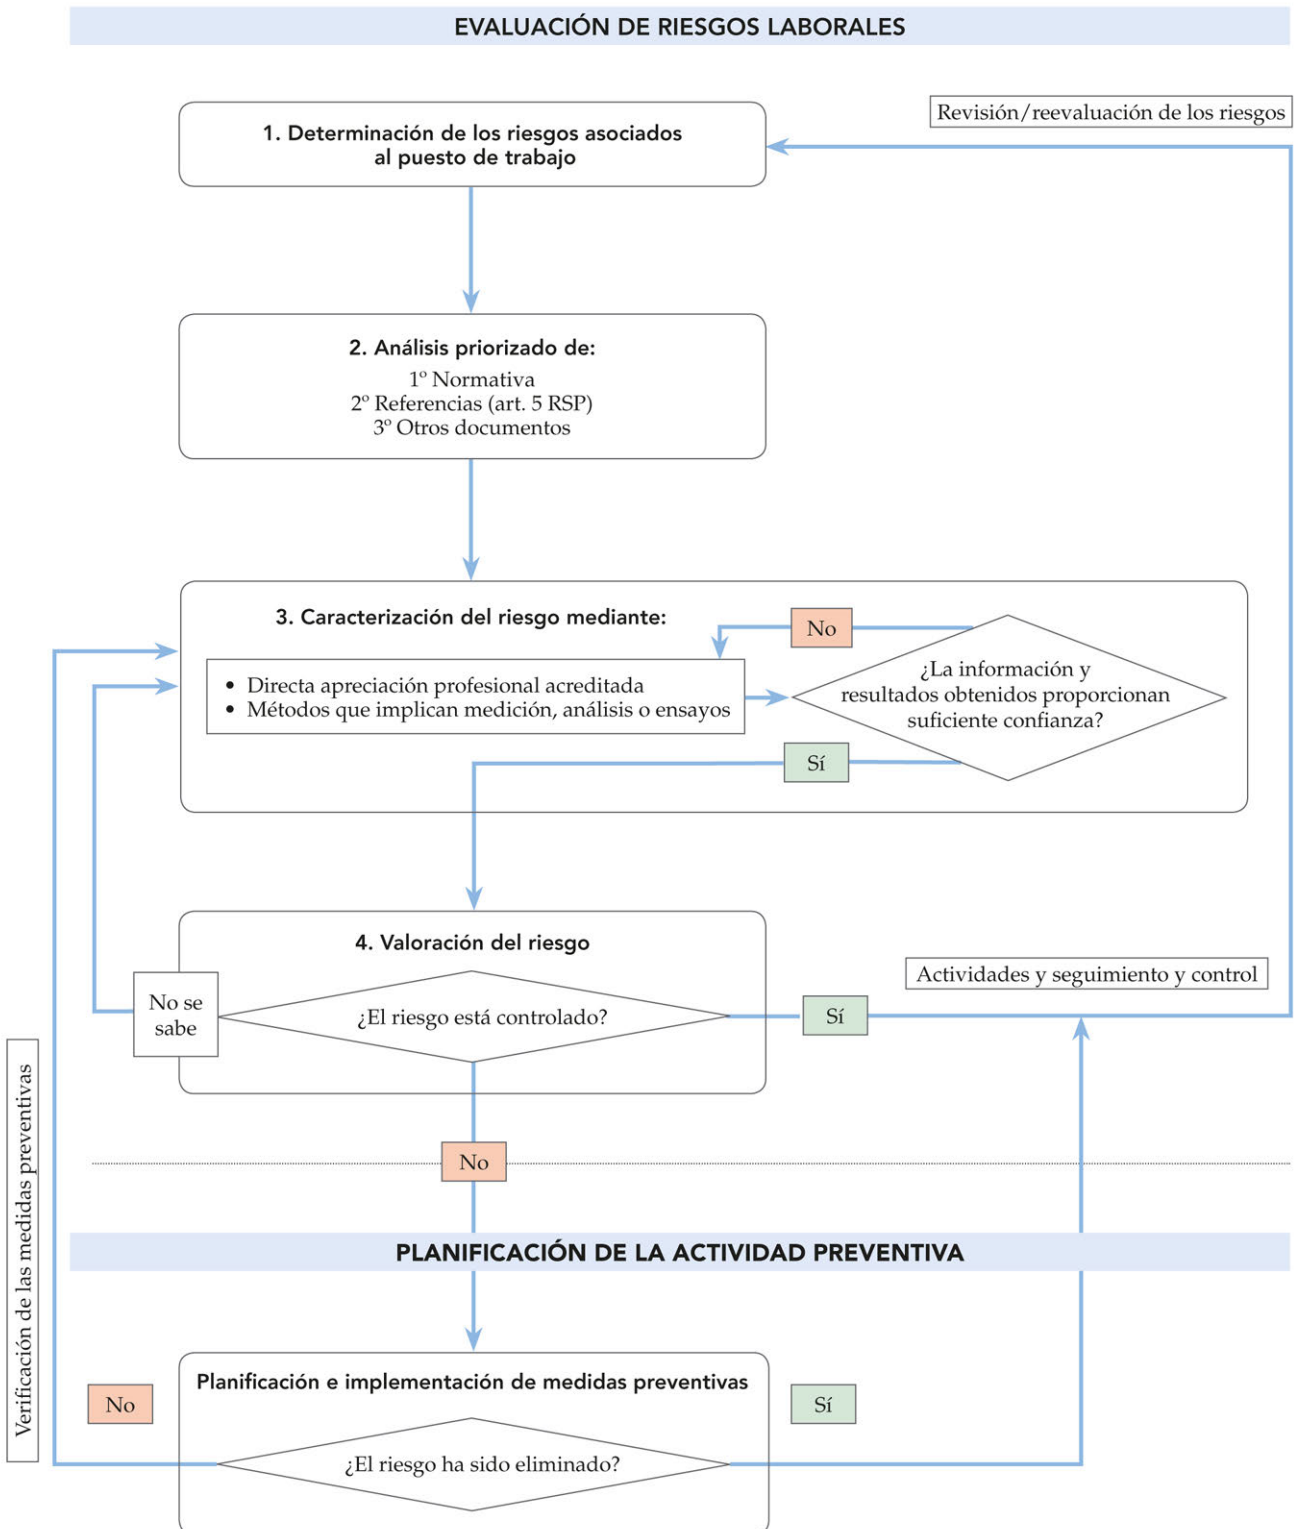 EVALUACIÓN DE RIESGOS LABORALES
Revisión/reevaluación de los riesgos
1. Determinación de los riesgos asociados
al puesto de trabajo
2. Análisis priorizado de:
1º Normativa
2º Referencias (art. 5 RSP)
3º Otros documentos
3. Caracterización del riesgo mediante:
No
• Directa apreciación profesional acreditada
• Métodos que implican medición, análisis o ensayos
¿La información y
resultados obtenidos proporcionan
suficiente confianza?
Sí
4. Valoración del riesgo
No se
sabe
¿El riesgo está controlado?
Sí
Actividades y seguimiento y control
No
Verificación de las medidas preventivas
PLANIFICACIÓN DE LA ACTIVIDAD PREVENTIVA
Planificación e implementación de medidas preventivas
No
Sí
¿El riesgo ha sido eliminado?